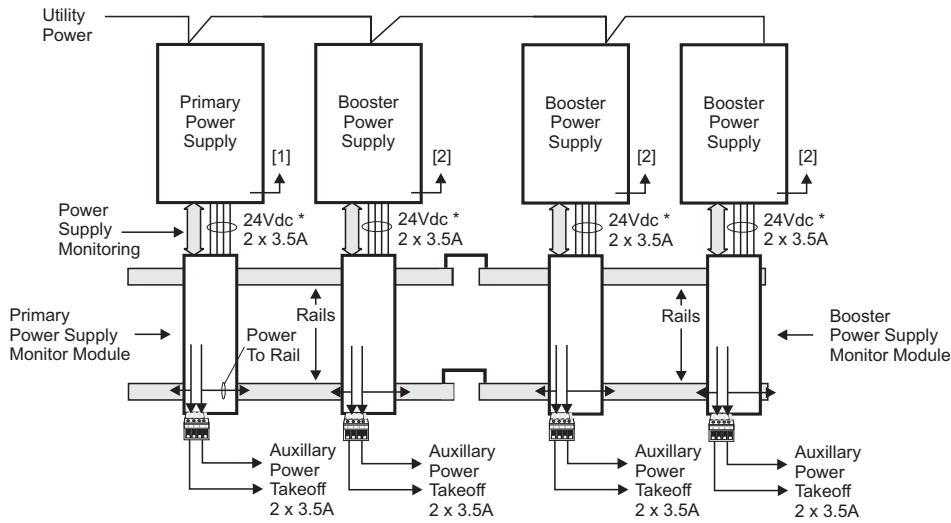 Utility
Power
Primary
Power
Supply
Booster
Power
Supply
Booster
Power
Supply
Booster
Power
Supply
[1]
[2]
[2]
[2]
Power
Supply
Monitoring
24Vdc *
2 x 3.5A
24Vdc *
2 x 3.5A
24Vdc *
2 x 3.5A
24Vdc *
2 x 3.5A
Primary
Power Supply
Monitor Module
Rails
Power
To Rail
Rails
Booster
Power Supply
Monitor Module
Auxillary
Power
Takeoff
2 x 3.5A
Auxillary
Power
Takeoff
2 x 3.5A
Auxillary
Power
Takeoff
2 x 3.5A
Auxillary
Power
Takeoff
2 x 3.5A